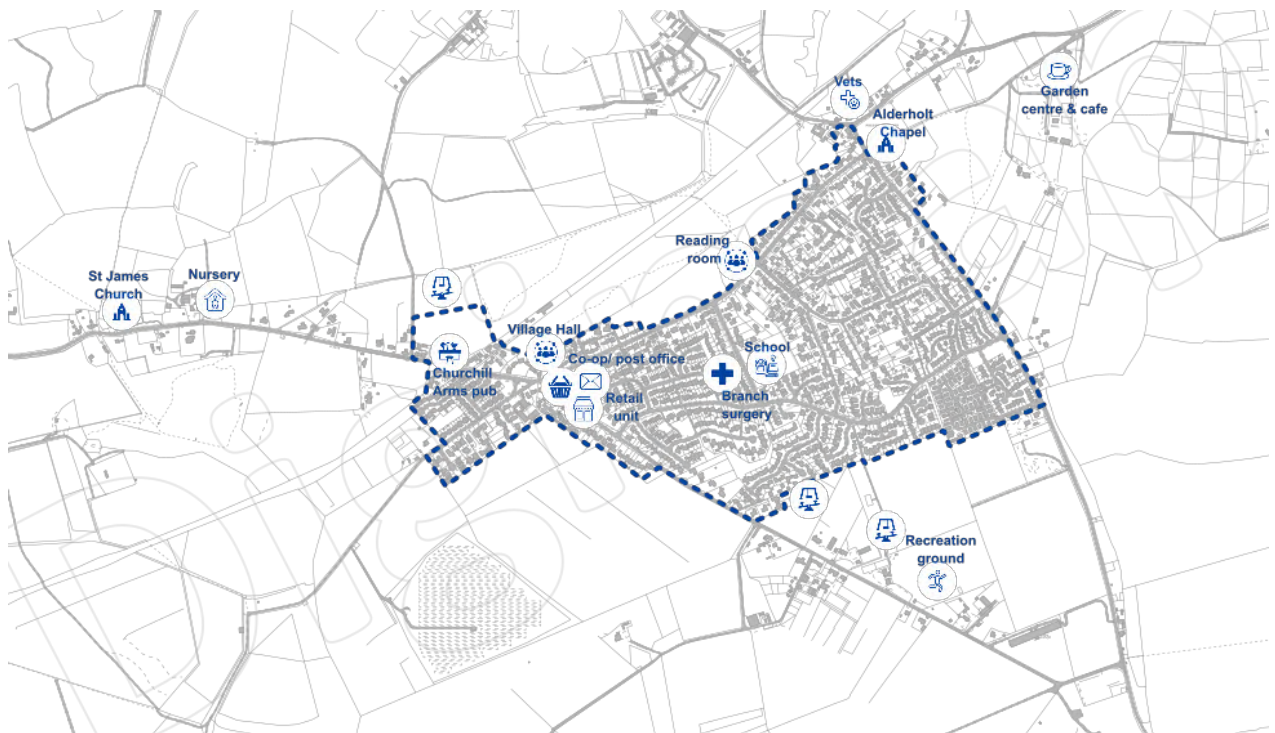 Vets
Garden
centre & cafe
Alderholt
Chapel
Reading
room
St James
Church
Nursery
Village Hall
Co-op/ post office
School
Churchill
Arms pub
Retail
unit
Branch
surgery
Recreation
ground